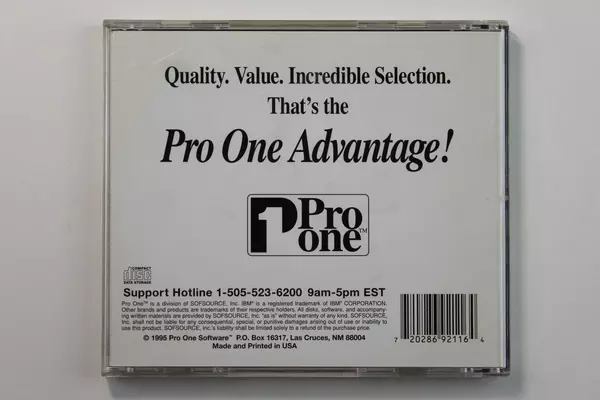 Quality. Value. Incredible Selection.
That's the
Pro One Advantage!
1 Pro
one™
COMPACT
disc
DATA STORAGE
Support Hotline 1-505-523-6200 9am-5pm EST
Pro One™ is a division of SOFSOURCE, Inc. IBM® is a registered trademark of IBM CORPORATION.
Other brands and products are trademarks of their respective holders. All disks, software, and accompany-
ing written materials are provided by SOFSOURCE, Inc. "as is" without warranty of any kind. SOFSOURCE,
Inc. shall not be liable for any consequential, special, or punitive damages arising out of use or inability to
use this product. SOFSOURCE, Inc.'s liability shall be limited solely to a refund of the purchase price.
© 1995 Pro One Software™ P.O. Box 16317, Las Cruces, NM 88004
Made and Printed in USA
7 20286 92116 4